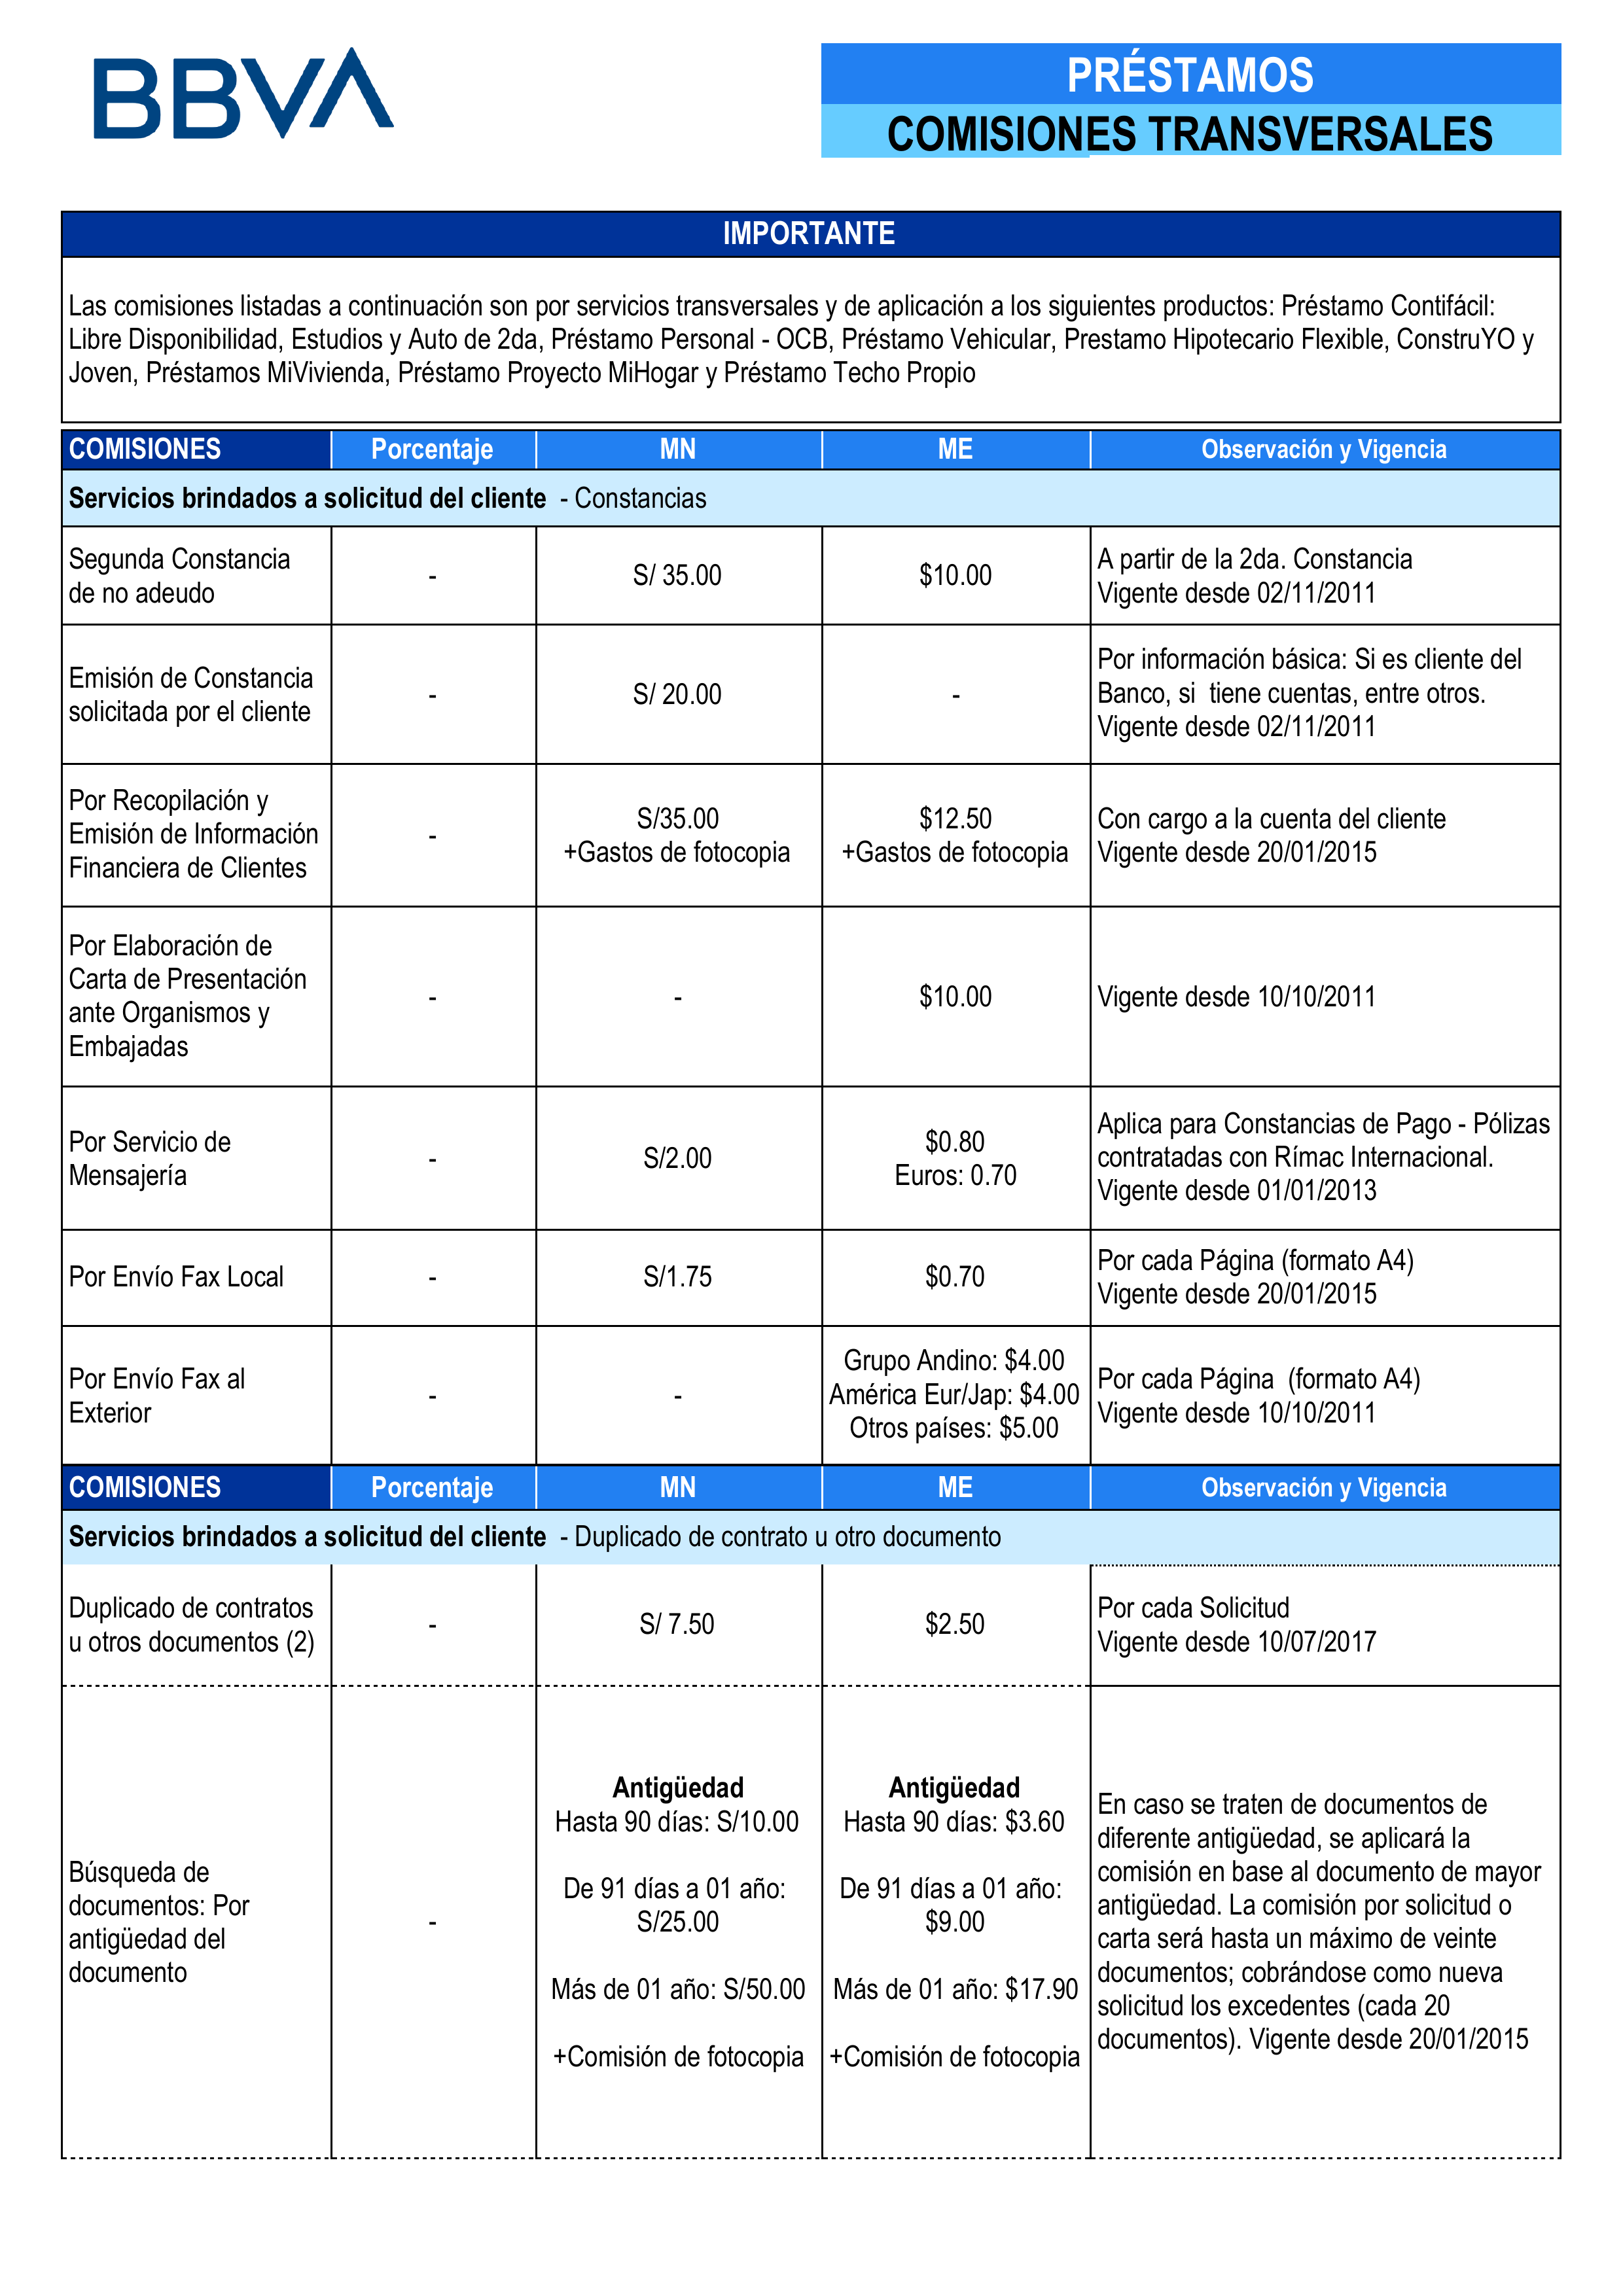 BBVA
PRÉSTAMOS
COMISIONES TRANSVERSALES
IMPORTANTE
Las comisiones listadas a continuación son por servicios transversales y de aplicación a los siguientes productos: Préstamo Contifácil:
Libre Disponibilidad, Estudios y Auto de 2da, Préstamo Personal - OCB, Préstamo Vehicular, Prestamo Hipotecario Flexible, ConstruYO y
Joven, Préstamos MiVivienda, Préstamo Proyecto MiHogar y Préstamo Techo Propio
COMISIONES Porcentaje MN ME Observación y Vigencia
Servicios brindados a solicitud del cliente - Constancias
Segunda Constancia
de no adeudo
-
S/ 35.00
$10.00
A partir de la 2da. Constancia
Vigente desde 02/11/2011
Emisión de Constancia
solicitada por el cliente
-
S/ 20.00
-
Por información básica: Si es cliente del
Banco, si tiene cuentas, entre otros.
Vigente desde 02/11/2011
Por Recopilación y
Emisión de Información
Financiera de Clientes
-
S/35.00
+Gastos de fotocopia
$12.50
+Gastos de fotocopia
Con cargo a la cuenta del cliente
Vigente desde 20/01/2015
Por Elaboración de
Carta de Presentación
ante Organismos y
Embajadas
-
-
$10.00
Vigente desde 10/10/2011
Por Servicio de
Mensajería
-
S/2.00
$0.80
Euros: 0.70
Aplica para Constancias de Pago - Pólizas
contratadas con Rímac Internacional.
Vigente desde 01/01/2013
Por Envío Fax Local
-
S/1.75
$0.70
Por cada Página (formato A4)
Vigente desde 20/01/2015
Por Envío Fax al
Exterior
-
-
Grupo Andino: $4.00
América Eur/Jap: $4.00
Otros países: $5.00
Por cada Página (formato A4)
Vigente desde 10/10/2011
COMISIONES Porcentaje MN ME Observación y Vigencia
Servicios brindados a solicitud del cliente - Duplicado de contrato u otro documento
Duplicado de contratos
u otros documentos (2)
-
S/ 7.50
$2.50
Por cada Solicitud
Vigente desde 10/07/2017
Búsqueda de
documentos: Por
antigüedad del
documento
-
Antigüedad
Hasta 90 días: S/10.00
De 91 días a 01 año:
S/25.00
Más de 01 año: S/50.00
+Comisión de fotocopia
Antigüedad
Hasta 90 días: $3.60
De 91 días a 01 año:
$9.00
Más de 01 año: $17.90
+Comisión de fotocopia
En caso se traten de documentos de
diferente antigüedad, se aplicará la
comisión en base al documento de mayor
antigüedad. La comisión por solicitud o
carta será hasta un máximo de veinte
documentos; cobrándose como nueva
solicitud los excedentes (cada 20
documentos). Vigente desde 20/01/2015